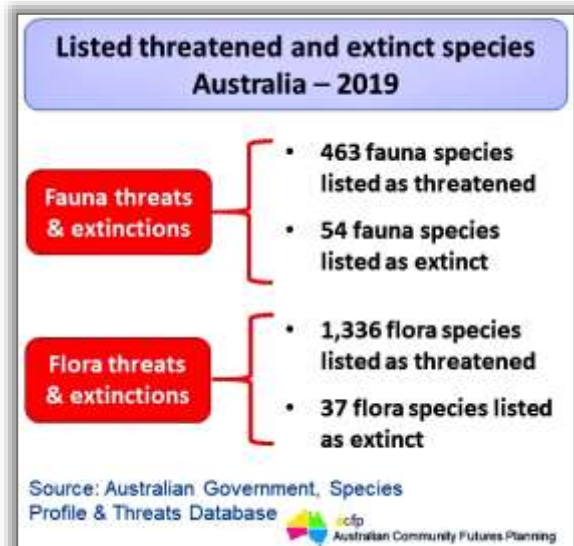 Listed threatened and extinct species
Australia – 2019
Fauna threats
& extinctions
• 463 fauna species
listed as threatened
• 54 fauna species
listed as extinct
Flora threats
& extinctions
• 1,336 flora species
listed as threatened
• 37 flora species listed
as extinct
Source: Australian Government, Species
Profile & Threats Database
acfp
Australian Community Futures Planning